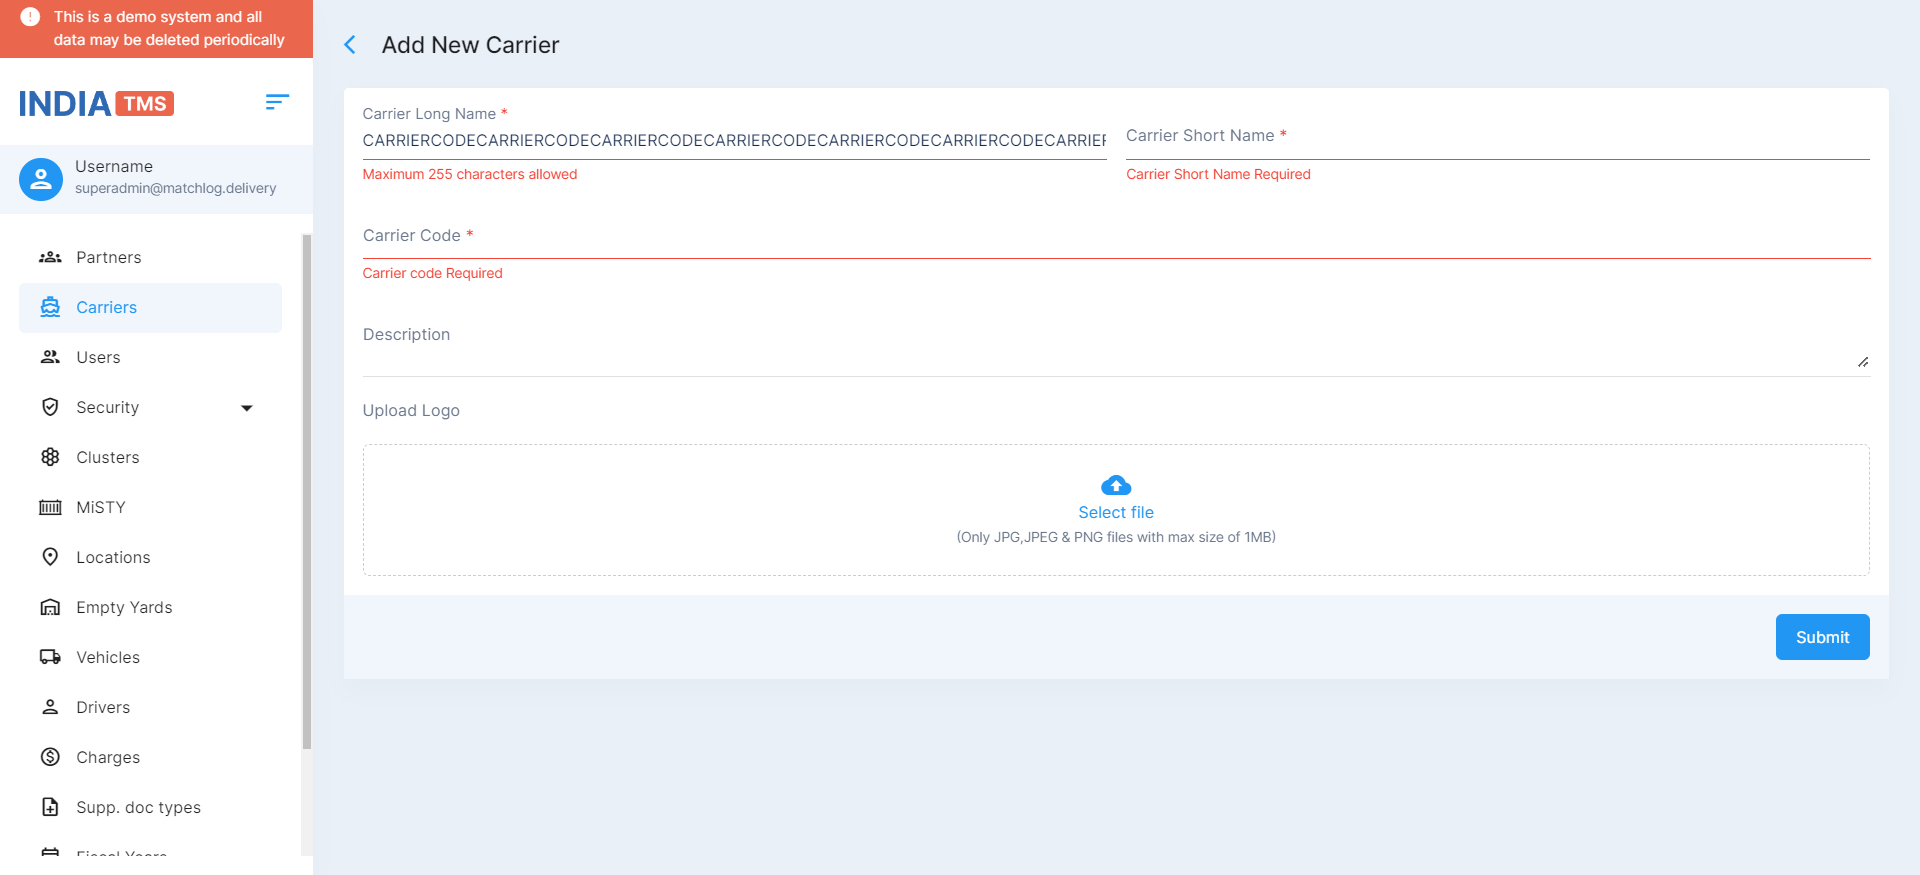 This is a demo system and all
data may be deleted periodically
INDIA TMS
Username
superadmin@matchlog.delivery
Partners
Carriers
Users
Security
Clusters
MiSTY
Locations
Empty Yards
Vehicles
Drivers
Charges
Supp. doc types
Fiscal Years
Add New Carrier
Carrier Long Name *
CARRIERCODECARRIERCODECARRIERCODECARRIERCODECARRIERCODECARRIERCODECARRIER
Maximum 255 characters allowed
Carrier Short Name *
Carrier Short Name Required
Carrier Code *
Carrier code Required
Description
Upload Logo
Select file
(Only JPG,JPEG & PNG files with max size of 1MB)
Submit